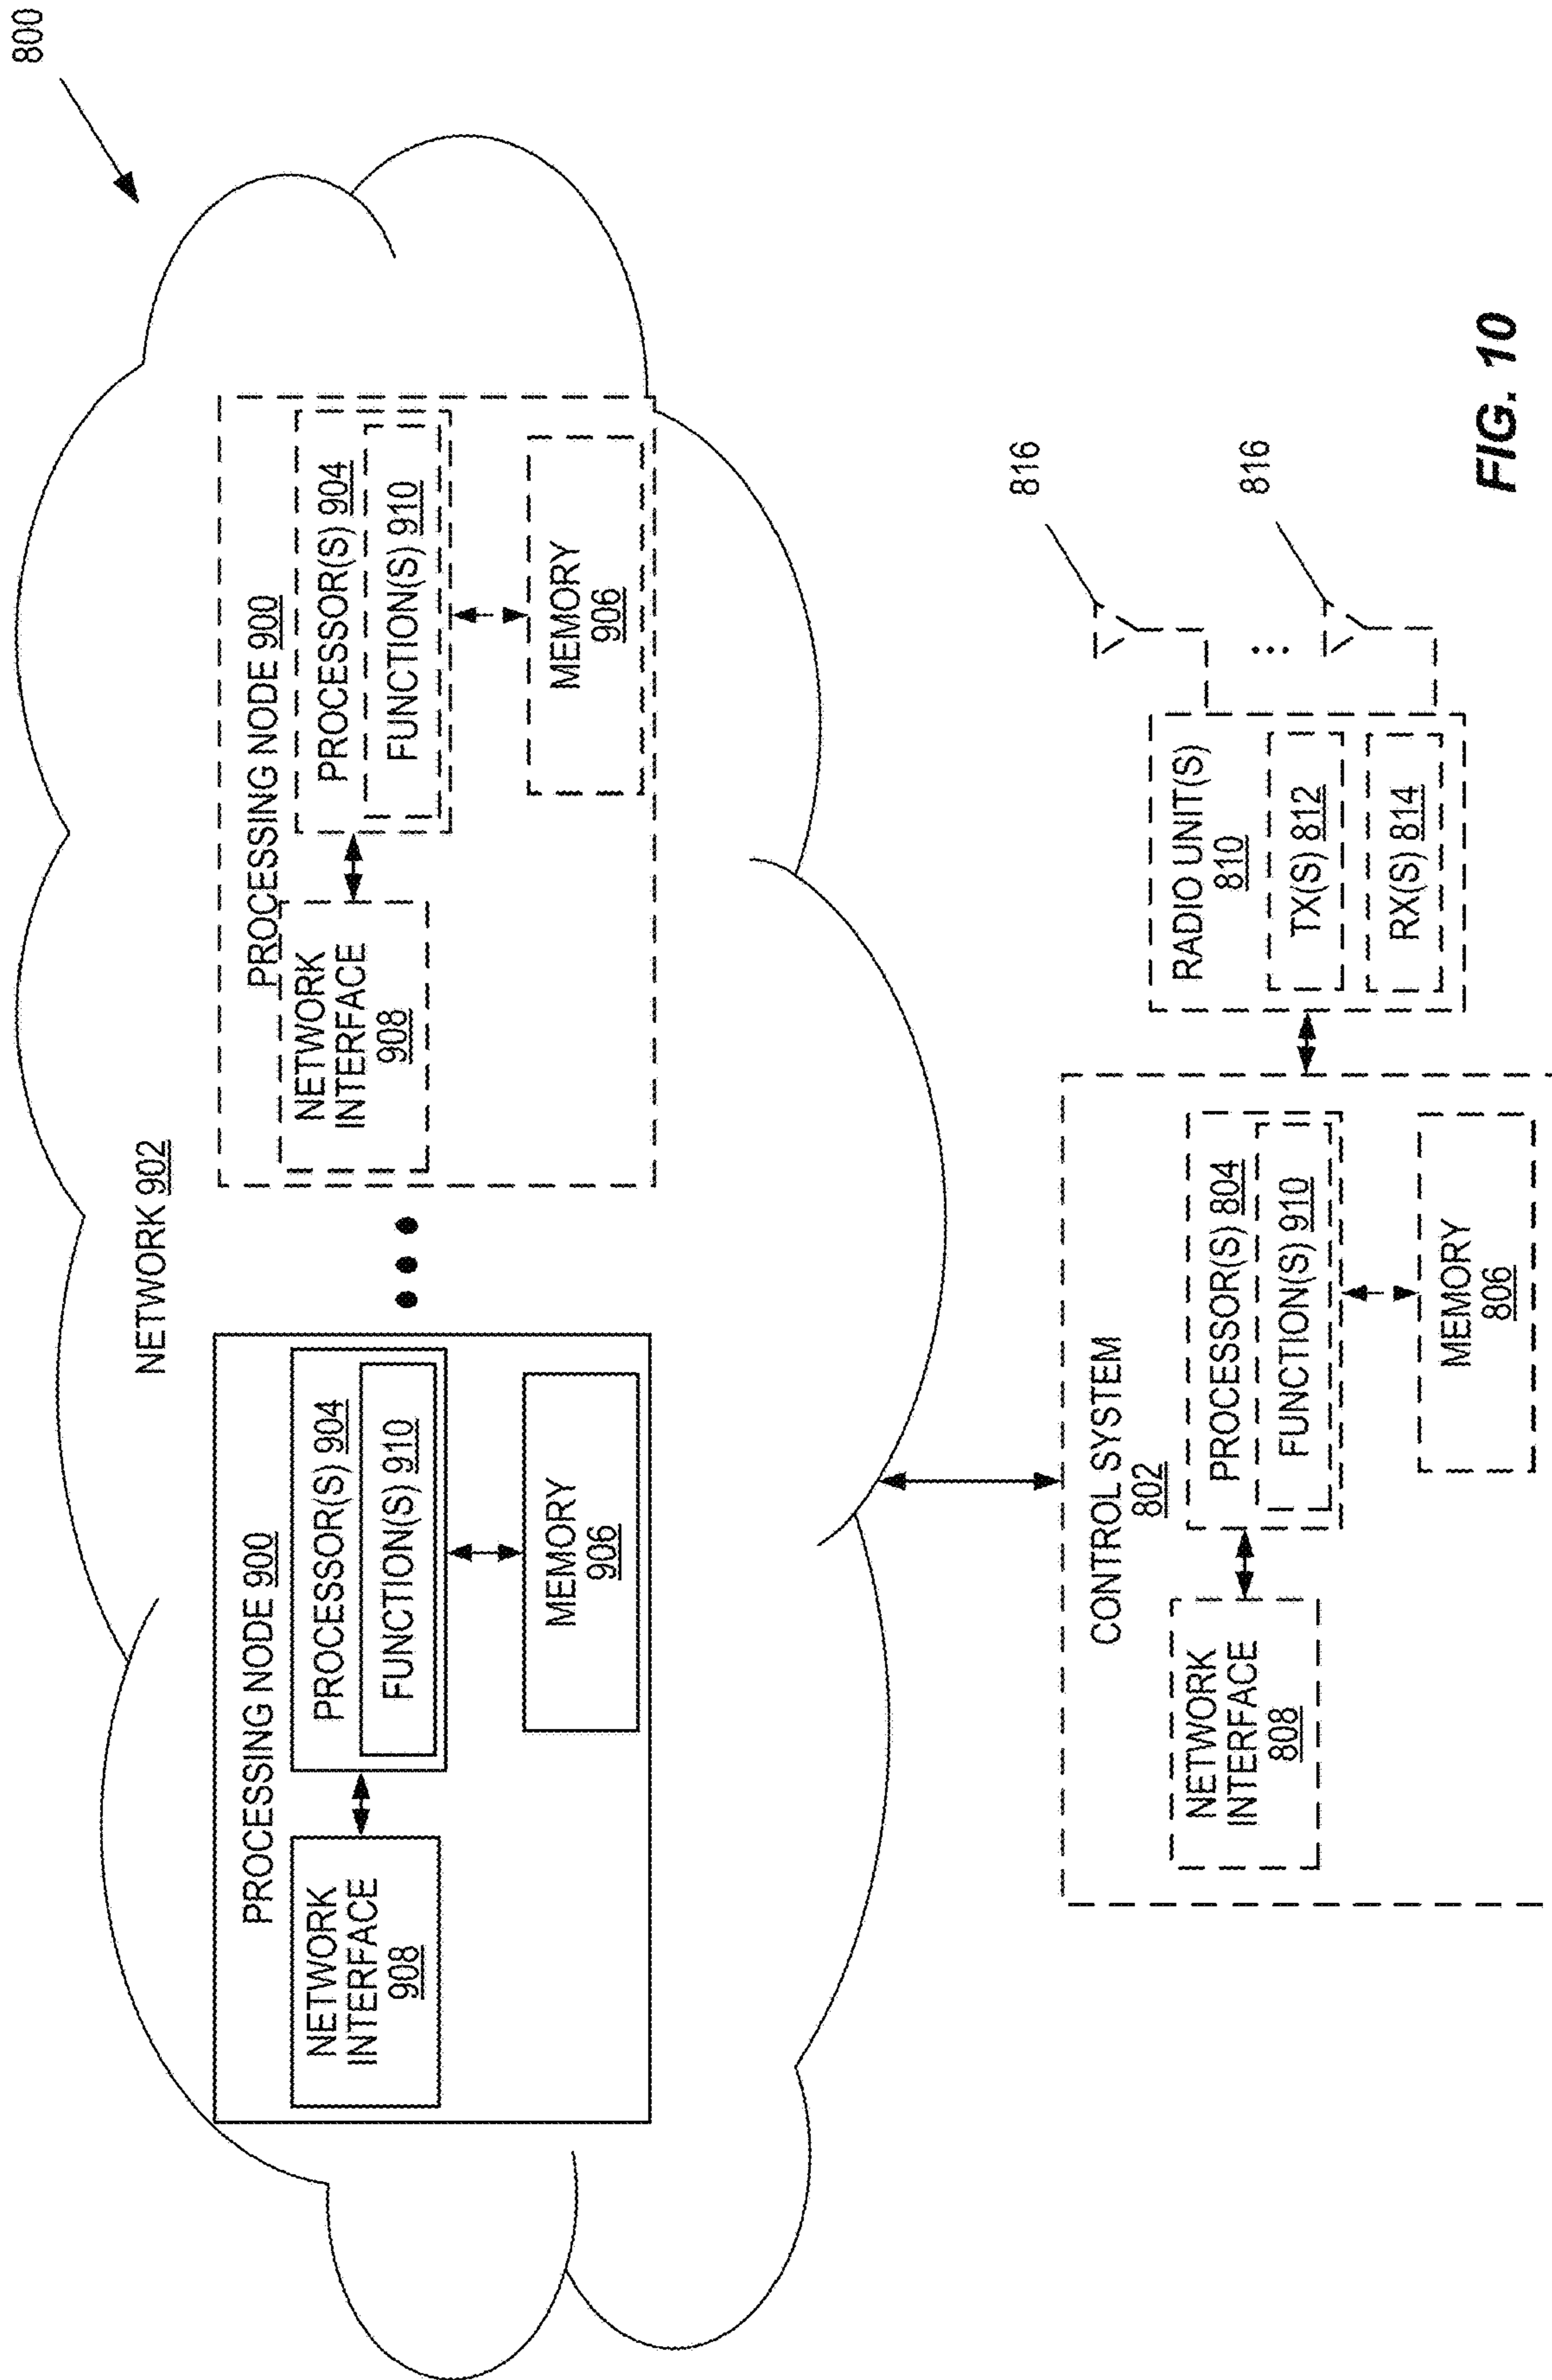 800
NETWORK 902
PROCESSING NODE 900
NETWORK
INTERFACE
908
PROCESSOR(S) 904
FUNCTION(S) 910
MEMORY
906
PROCESSING NODE 900
NETWORK
INTERFACE
908
PROCESSOR(S) 904
FUNCTION(S) 910
MEMORY
906
CONTROL SYSTEM
802
NETWORK
INTERFACE
808
PROCESSOR(S) 804
FUNCTION(S) 910
MEMORY
806
RADIO UNIT(S)
810
TX(S) 812
RX(S) 814
816
816
FIG. 10